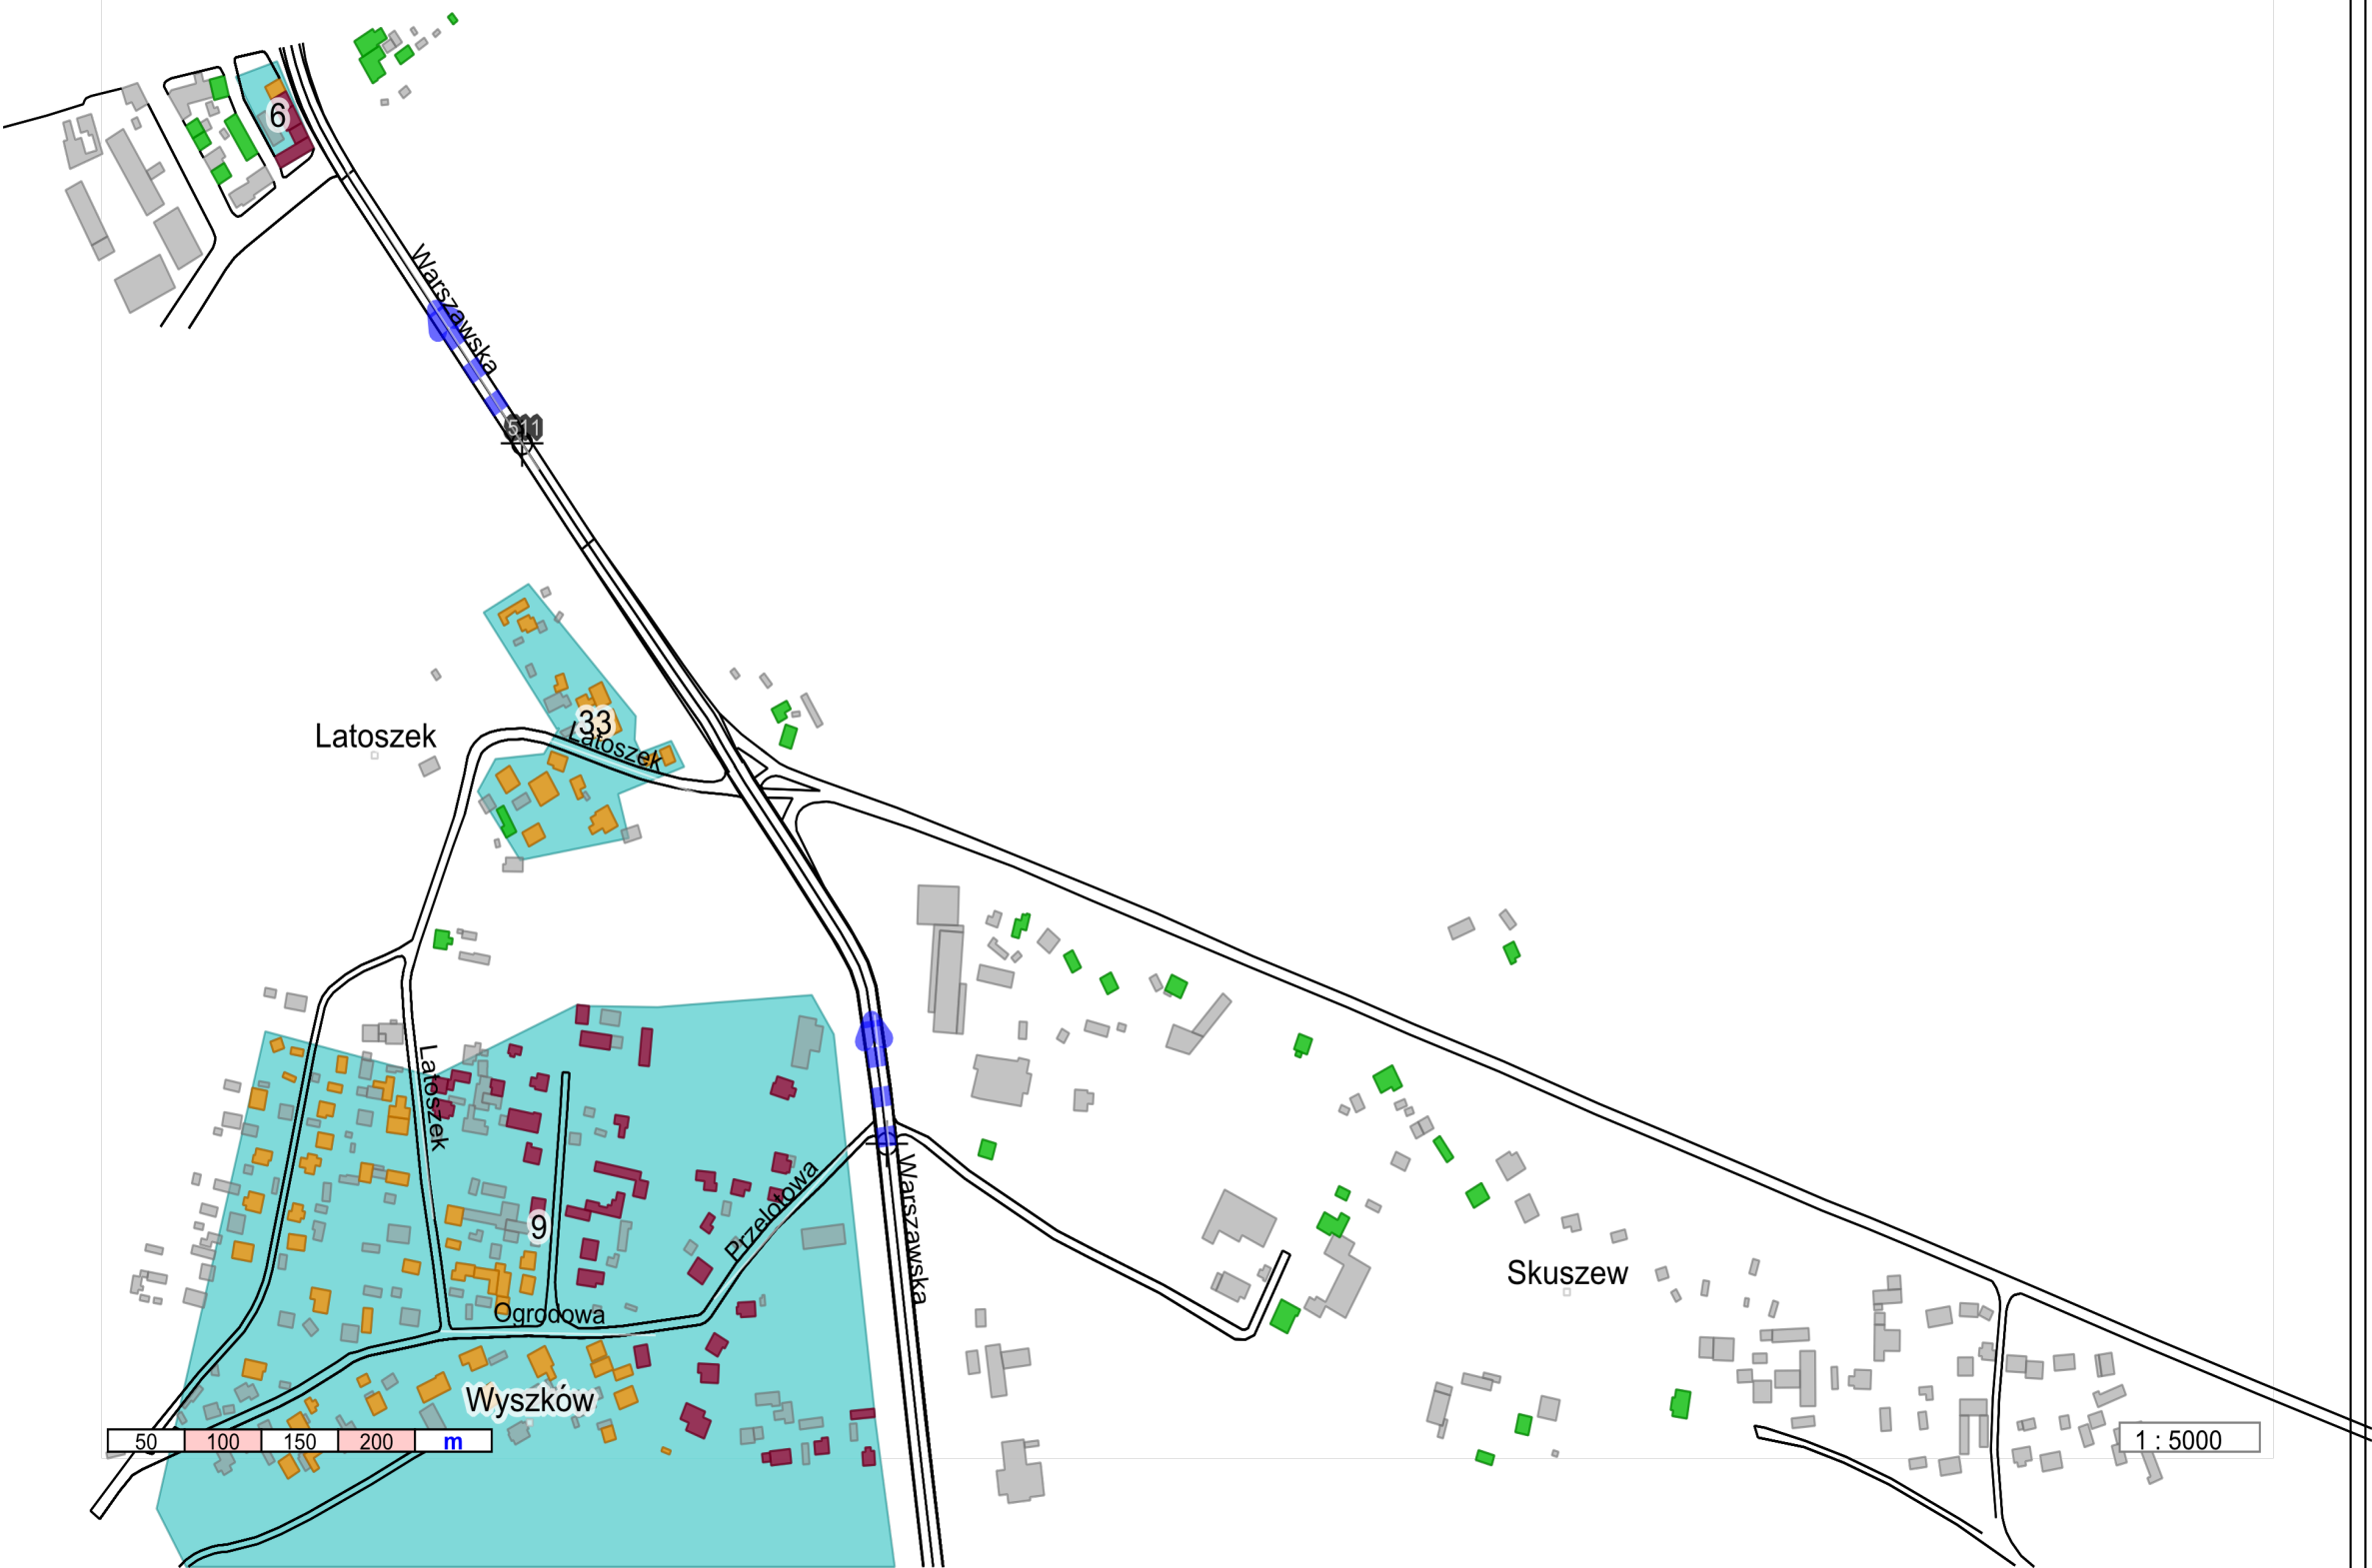 6
Warszawska
511
33
Latoszek
Latoszek
Latoszek
Warszawska
Przelotowa
9
Skuszew
Ogrodowa
Wyszków
50 100 150 200 m
1 : 5000